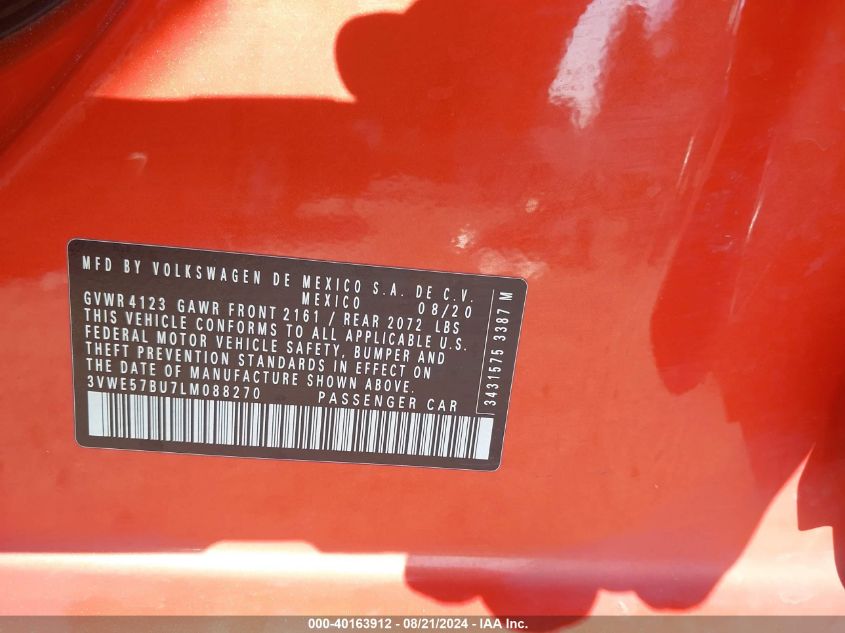 MFD BY VOLKSWAGEN DE MEXICO S.A. DE C.V.
MEXICO 08/20
GVWR 4123 GAWR FRONT 2161 / REAR 2072 LBS
THIS VEHICLE CONFORMS TO ALL APPLICABLE U.S.
FEDERAL MOTOR VEHICLE SAFETY, BUMPER AND
THEFT PREVENTION STANDARDS IN EFFECT ON
THE DATE OF MANUFACTURE SHOWN ABOVE.
3VWE57BU7LM088270 PASSENGER CAR
3431575 3387 M
000-40163912 - 08/21/2024 - IAA Inc.